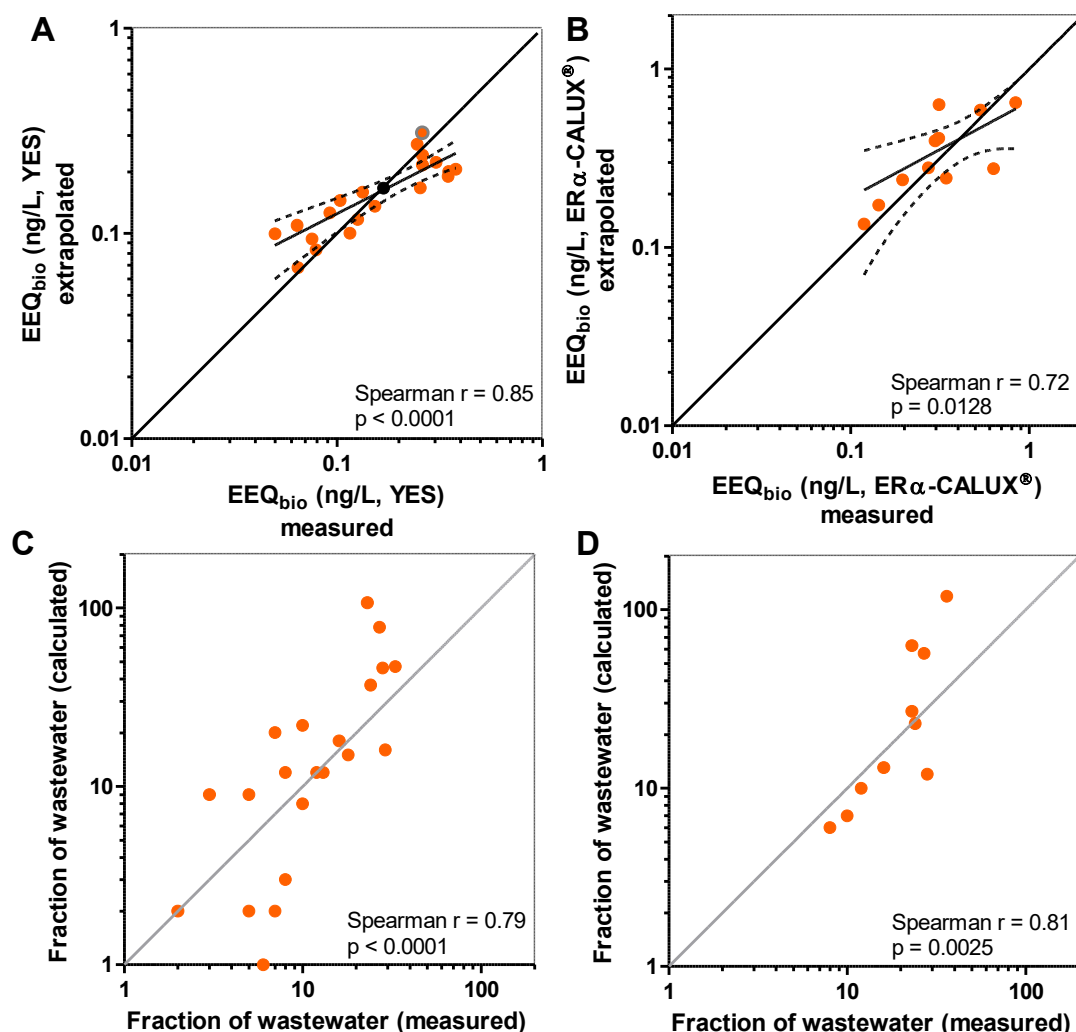 A
EEQbio (ng/L, YES)
extrapolated
1
0.1
0.01
0.01
0.1
1
Spearman r = 0.85
p < 0.0001
EEQbio (ng/L, YES)
measured
B
EEQbio (ng/L, ERα-CALUX®)
extrapolated
1
0.1
0.01
0.01
0.1
1
Spearman r = 0.72
p = 0.0128
EEQbio (ng/L, ERα-CALUX®)
measured
C
Fraction of wastewater (calculated)
100
10
1
1
10
100
Spearman r = 0.79
p < 0.0001
Fraction of wastewater (measured)
D
Fraction of wastewater (calculated)
100
10
1
1
10
100
Spearman r = 0.81
p = 0.0025
Fraction of wastewater (measured)